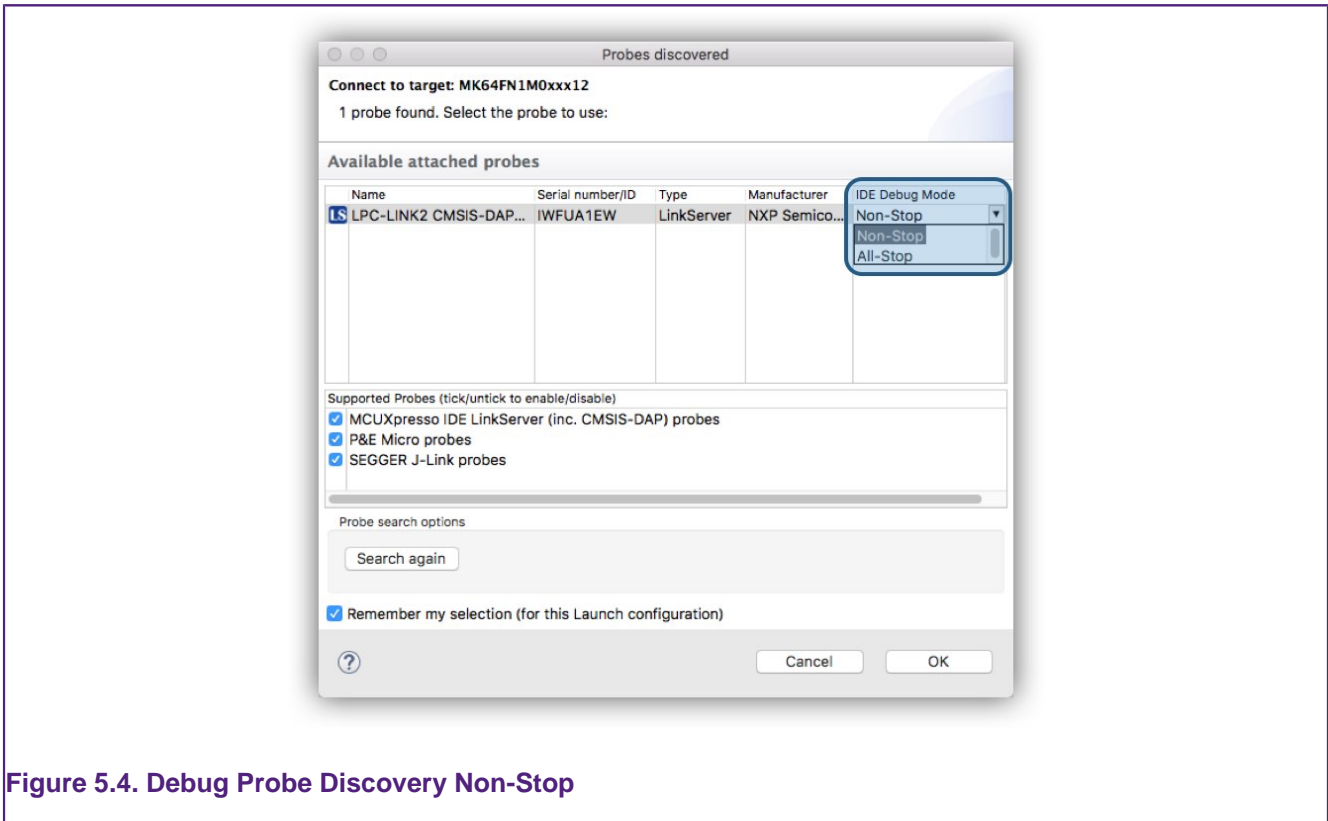 Probes discovered
Connect to target: MK64FN1M0xxx12
1 probe found. Select the probe to use:
Available attached probes
Name Serial number/ID Type Manufacturer IDE Debug Mode
LS LPC-LINK2 CMSIS-DAP... IWFUA1EW LinkServer NXP Semico... Non-Stop
Non-Stop
All-Stop
Supported Probes (tick/untick to enable/disable)
MCUXpresso IDE LinkServer (inc. CMSIS-DAP) probes
P&E Micro probes
SEGGER J-Link probes
Probe search options
Search again
Remember my selection (for this Launch configuration)
? Cancel OK
Figure 5.4. Debug Probe Discovery Non-Stop